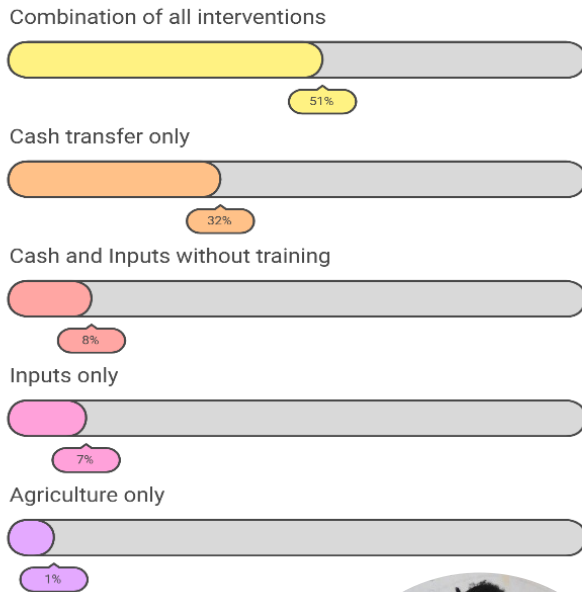 Combination of all interventions
51%
Cash transfer only
32%
Cash and Inputs without training
8%
Inputs only
7%
Agriculture only
1%